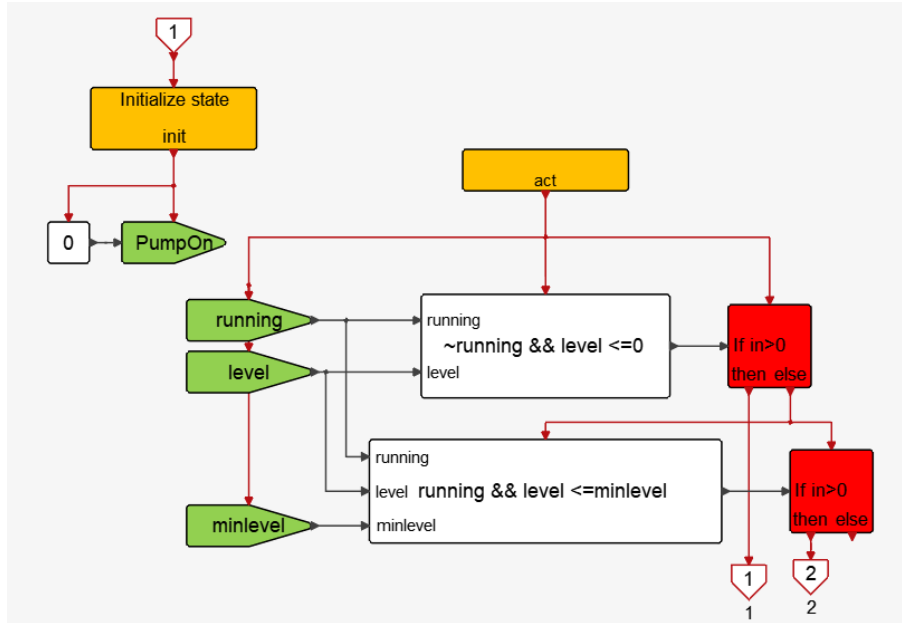 1
Initialize state
init
0
PumpOn
act
running
level
minlevel
running
~running && level <=0
level
If in>0
then else
running
level running && level <=minlevel
minlevel
If in>0
then else
1
1
2
2